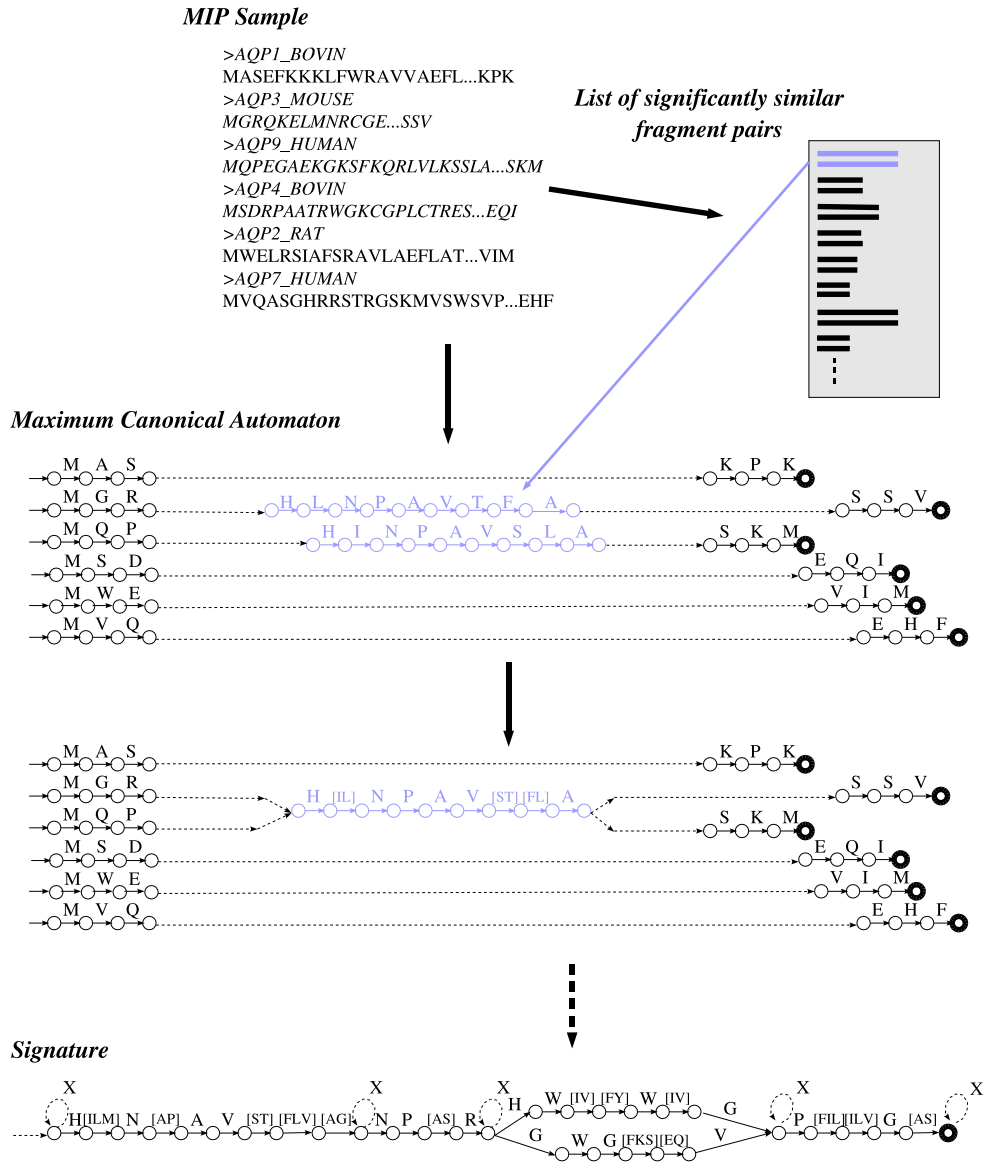 MIP Sample
>AQP1_BOVIN
MASEFKKKLFWRAVVAEFL...KPK
>AQP3_MOUSE
MGRQKELMNRCGE...SSV
>AQP9_HUMAN
MQPEGAEKGKSFKQRLVLKSSLA...SKM
>AQP4_BOVIN
MSDRPAATRWGKCGPLCTRES...EQI
>AQP2_RAT
MWELRSIAFSRAVLAEFLAT...VIM
>AQP7_HUMAN
MVQASGHRRSTRGSKMVSWSVP...EHF
List of significantly similar
fragment pairs
Maximum Canonical Automaton
M A S K P K
M G R H L N P A V T F A S S V
M Q P H I N P A V S L A S K M
M S D E Q I
M W E V I M
M V Q E H F
M A S K P K
M G R S S V
H [IL] N P A V [ST] [FL] A
M Q P S K M
M S D E Q I
M W E V I M
M V Q E H F
Signature
X X X X X
H [ILM] N [AP] A V [ST] [FLV] [AG] N P [AS] R
H W [IV] [FY] W [IV] G
G W G [FKS] [EQ] V
P [FIL] [ILV] G [AS]